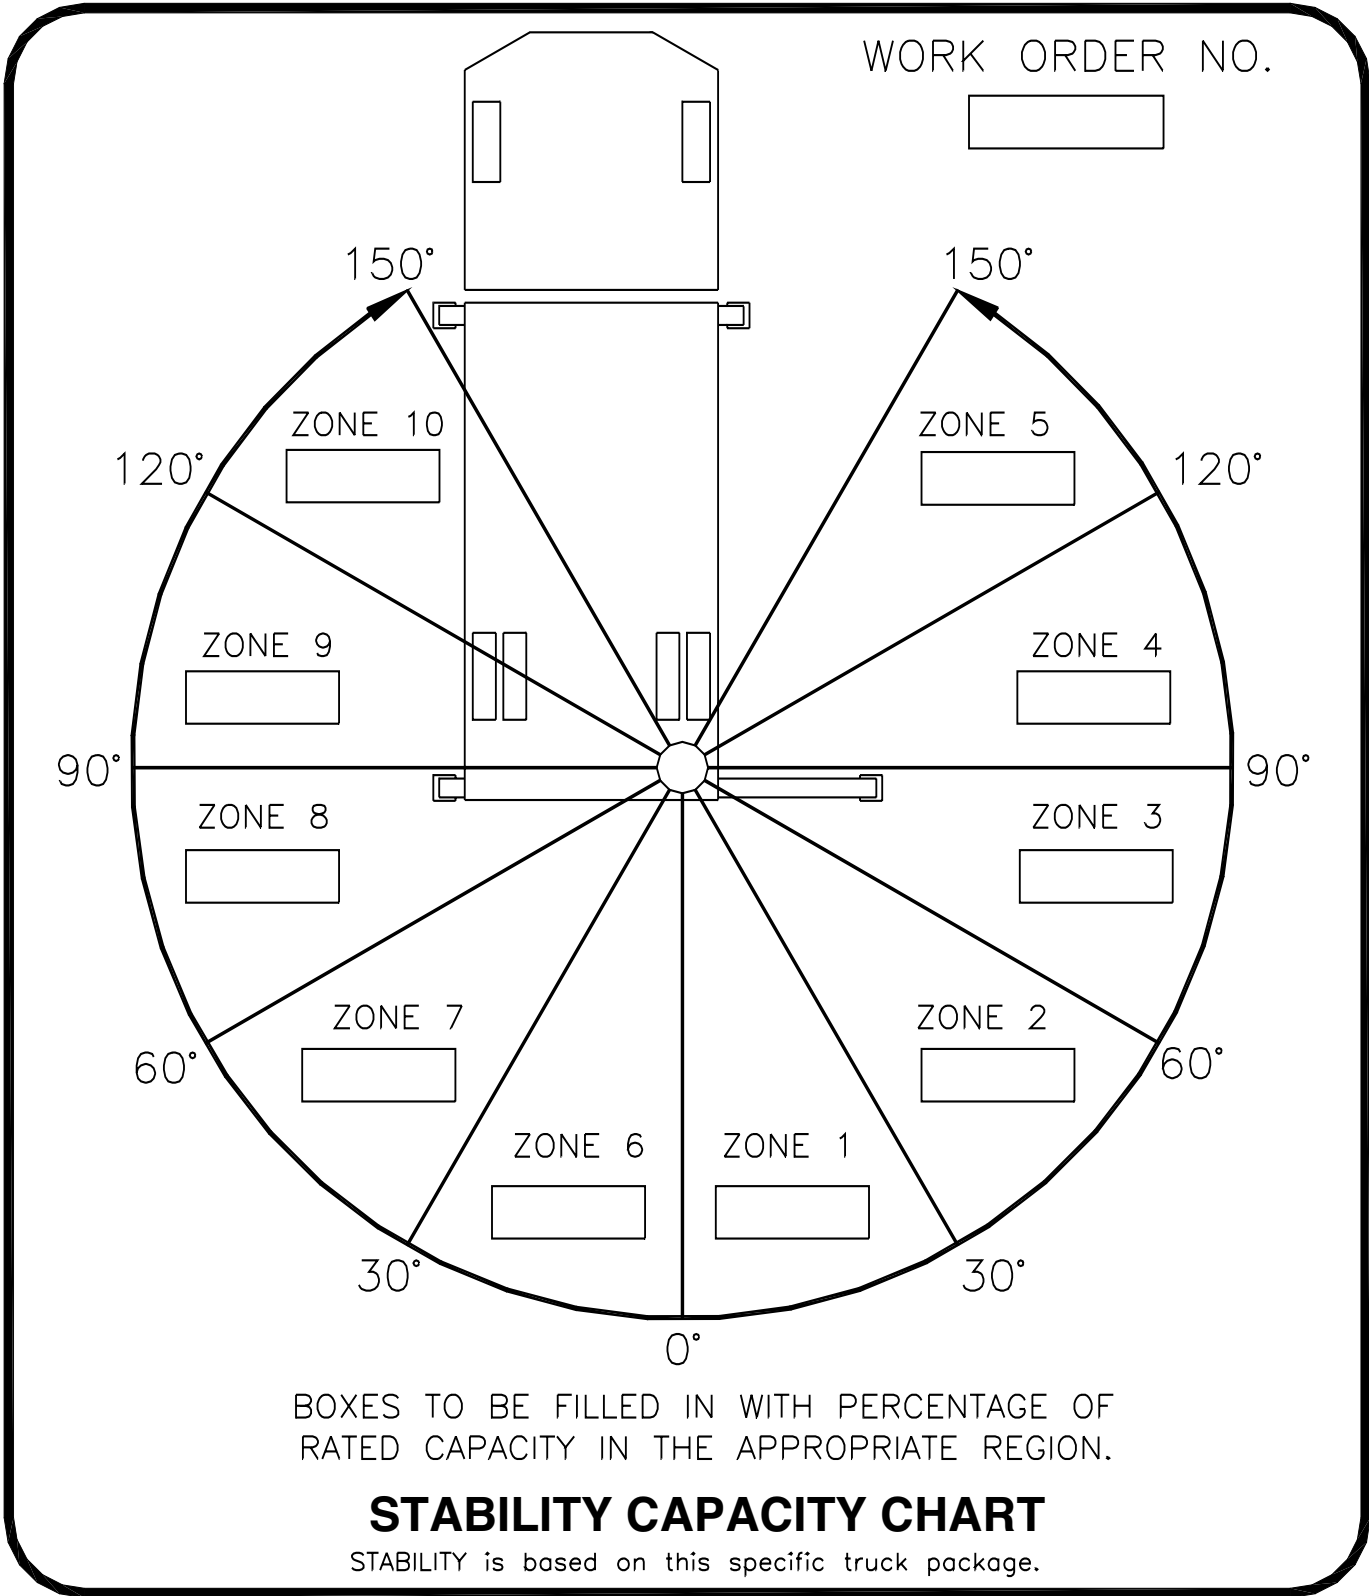 WORK ORDER NO.
150° 150°
ZONE 10 ZONE 5
120° 120°
ZONE 9 ZONE 4
90° 90°
ZONE 8 ZONE 3
ZONE 7 ZONE 2
60° 60°
ZONE 6 ZONE 1
30° 30°
0°
BOXES TO BE FILLED IN WITH PERCENTAGE OF
RATED CAPACITY IN THE APPROPRIATE REGION.
STABILITY CAPACITY CHART
STABILITY is based on this specific truck package.